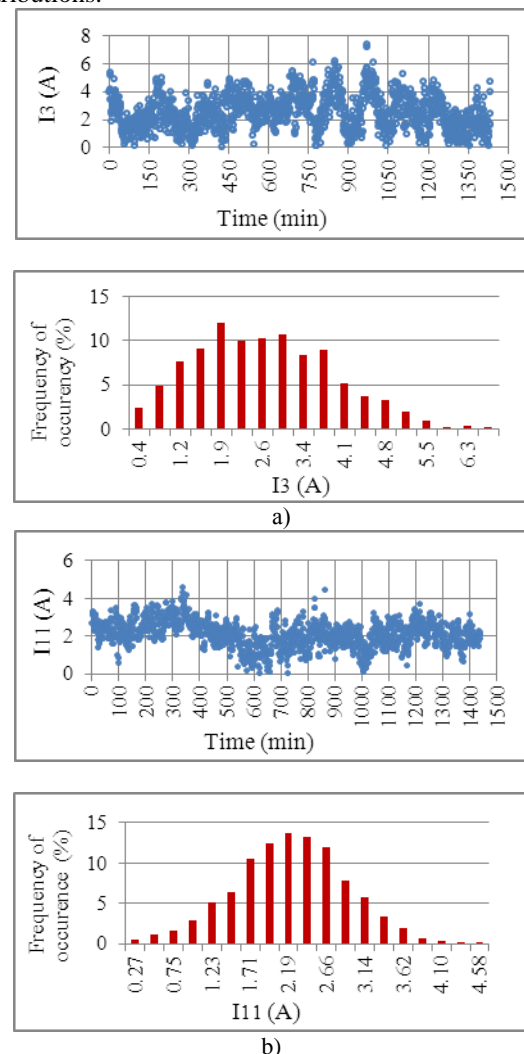 tributions.
8
6
4
2
0
I3 (A)
0 150 300 450 600 750 900 1050 1200 1350 1500
Time (min)
15
10
5
0
Frequency of
occurency (%)
0.4 1.2 1.9 2.6 3.4 4.1 4.8 5.5 6.3
I3 (A)
a)
6
4
2
0
I11 (A)
0 100 200 300 400 500 600 700 800 900 1000 1100 1200 1300 1400 1500
Time (min)
15
10
5
0
Frequency of
occurence (%)
0.27 0.75 1.23 1.71 2.19 2.66 3.14 3.62 4.10 4.58
I11 (A)
b)